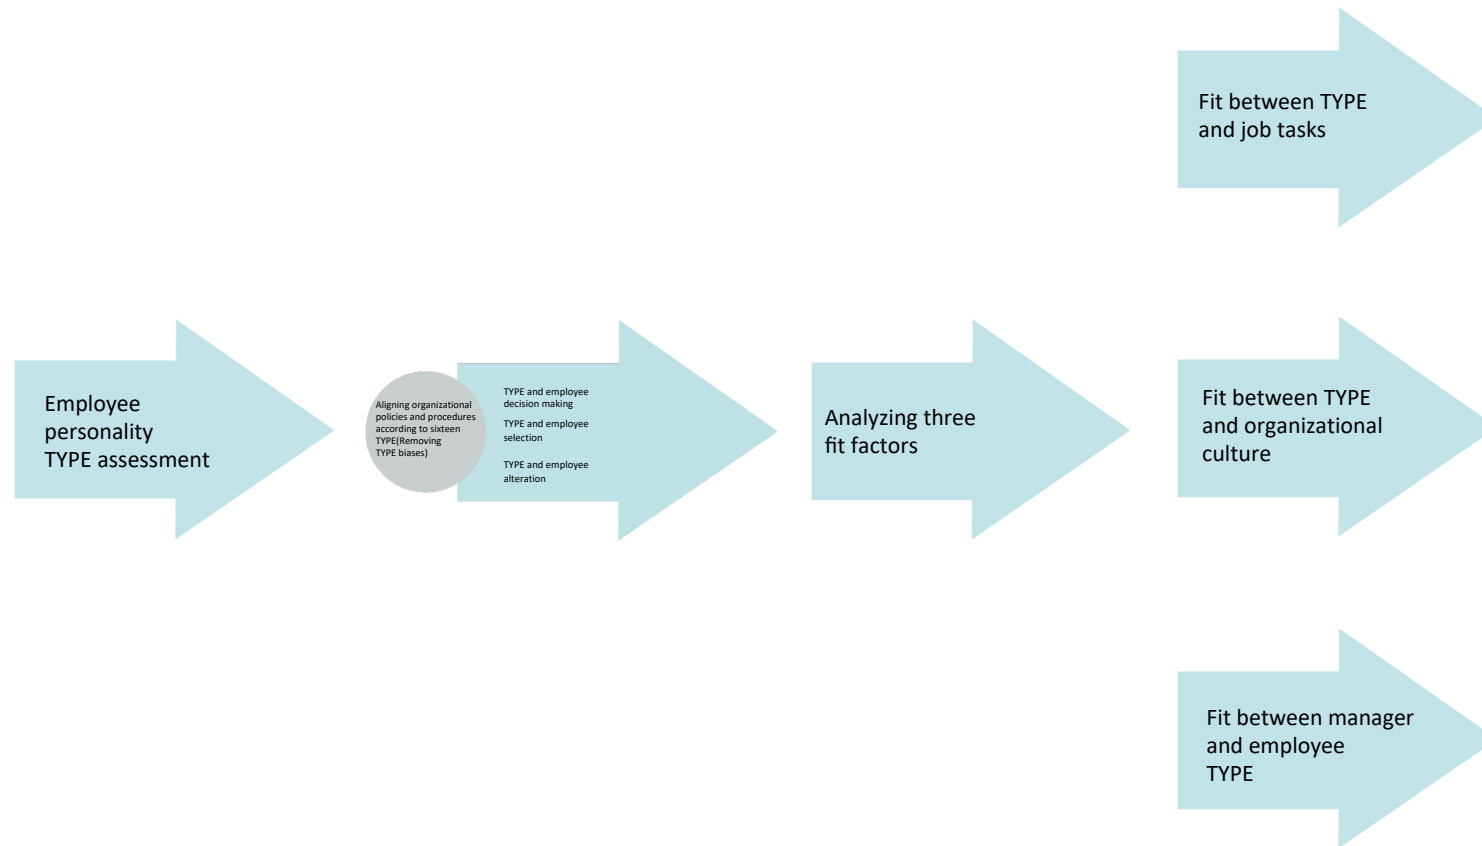 Employee
personality
TYPE assessment
Aligning organizational
policies and procedures
according to sixteen
TYPE(Removing
TYPE biases)
TYPE and employee
decision making
TYPE and employee
selection
TYPE and employee
alteration
Analyzing three
fit factors
Fit between TYPE
and job tasks
Fit between TYPE
and organizational
culture
Fit between manager
and employee
TYPE